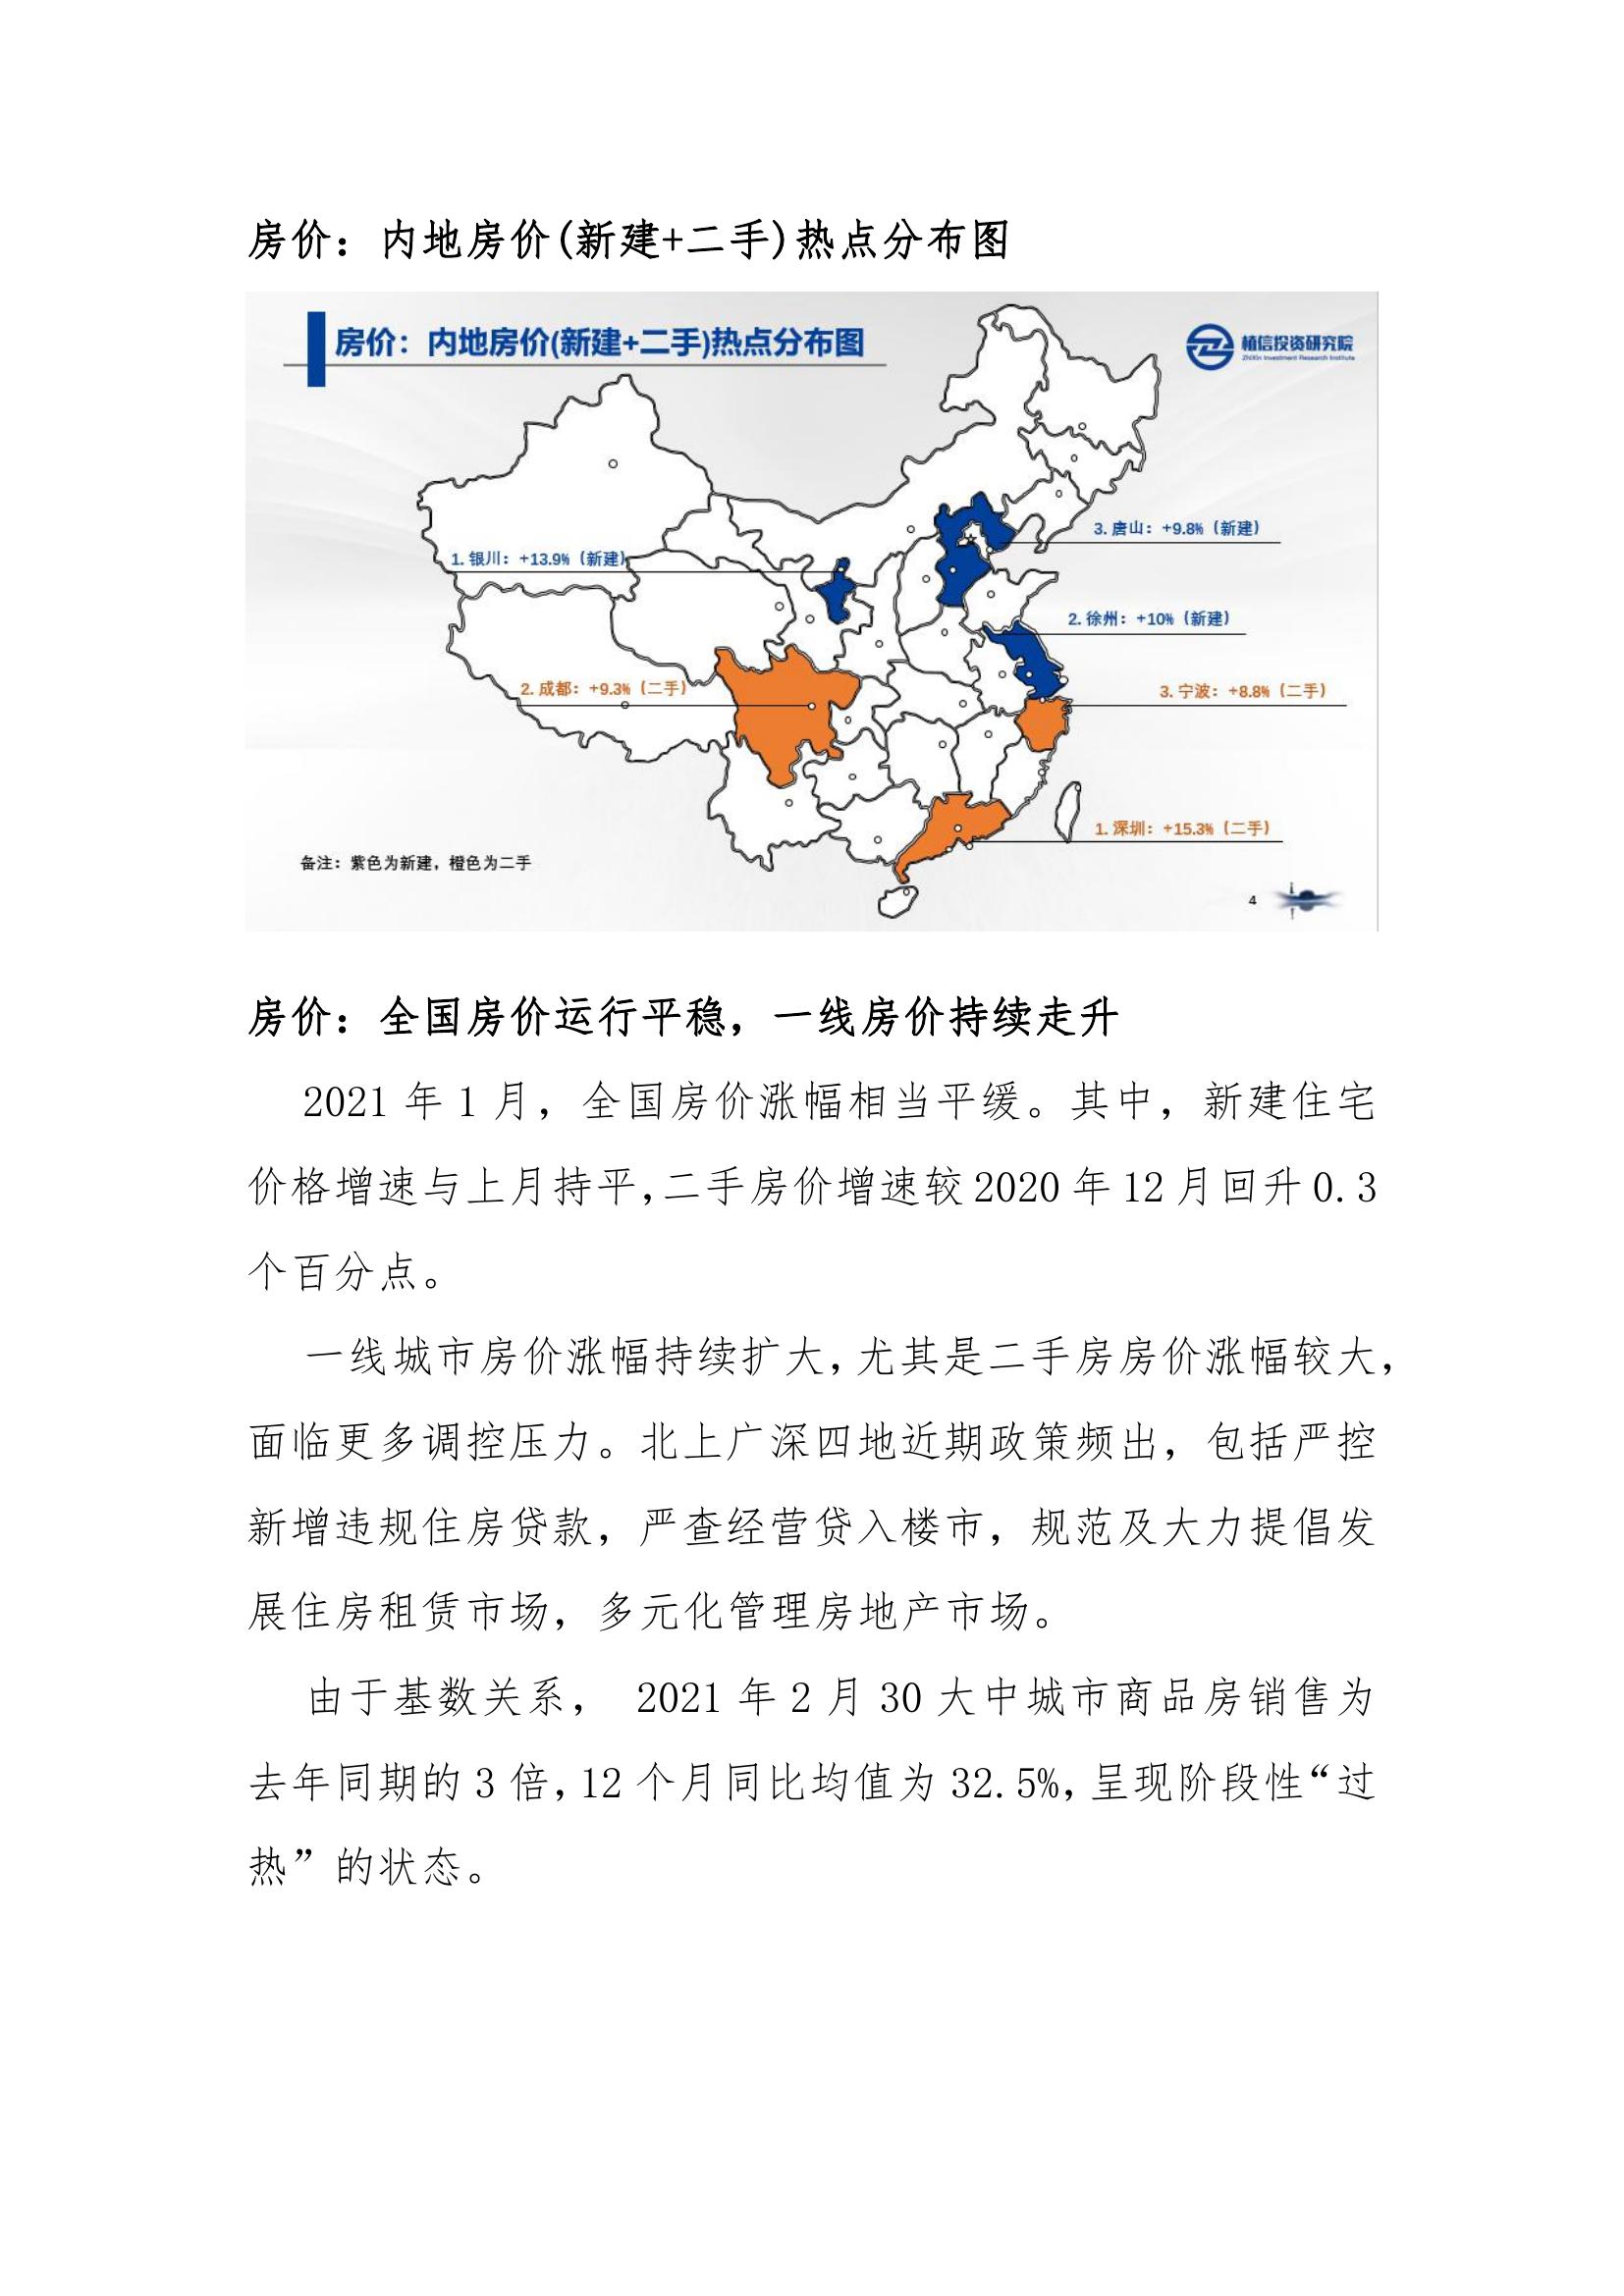 房价：内地房价(新建+二手)热点分布图
房价：内地房价(新建+二手)热点分布图
植信投资研究院
ZhiXin Investment Research Institute
3. 唐山：+9.8%（新建）
1. 银川：+13.9%（新建）
2. 徐州：+10%（新建）
2. 成都：+9.3%（二手）
3. 宁波：+8.8%（二手）
1. 深圳：+15.3%（二手）
备注：紫色为新建，橙色为二手
4
房价：全国房价运行平稳，一线房价持续走升
2021 年 1 月，全国房价涨幅相当平缓。其中，新建住宅
价格增速与上月持平，二手房价增速较 2020 年 12 月回升 0.3
个百分点。
一线城市房价涨幅持续扩大，尤其是二手房房价涨幅较大，
面临更多调控压力。北上广深四地近期政策频出，包括严控
新增违规住房贷款，严查经营贷入楼市，规范及大力提倡发
展住房租赁市场，多元化管理房地产市场。
由于基数关系， 2021 年 2 月 30 大中城市商品房销售为
去年同期的 3 倍，12 个月同比均值为 32.5%，呈现阶段性“过
热”的状态。